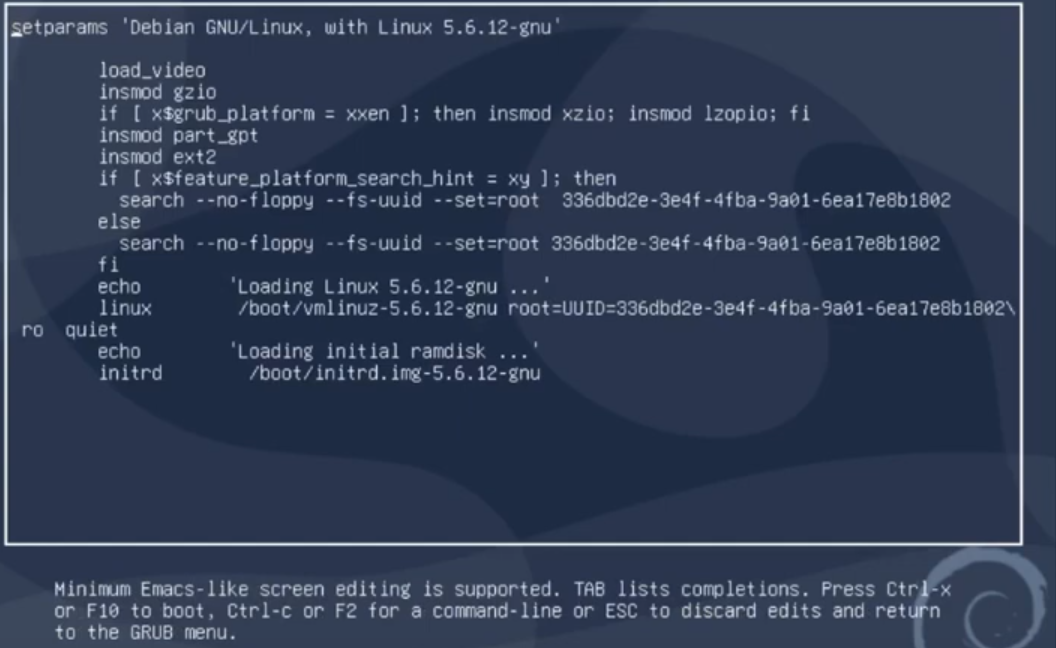 setparams 'Debian GNU/Linux, with Linux 5.6.12-gnu'
load_video
insmod gzio
if [ x$grub_platform = xxen ]; then insmod xzio; insmod lzopio; fi
insmod part_gpt
insmod ext2
if [ x$feature_platform_search_hint = xy ]; then
search --no-floppy --fs-uuid --set=root 336dbd2e-3e4f-4fba-9a01-6ea17e8b1802
else
search --no-floppy --fs-uuid --set=root 336dbd2e-3e4f-4fba-9a01-6ea17e8b1802
fi
echo 'Loading Linux 5.6.12-gnu ...'
linux /boot/vmlinuz-5.6.12-gnu root=UUID=336dbd2e-3e4f-4fba-9a01-6ea17e8b1802\
ro quiet
echo 'Loading initial ramdisk ...'
initrd /boot/initrd.img-5.6.12-gnu
Minimum Emacs-like screen editing is supported. TAB lists completions. Press Ctrl-x
or F10 to boot, Ctrl-c or F2 for a command-line or ESC to discard edits and return
to the GRUB menu.